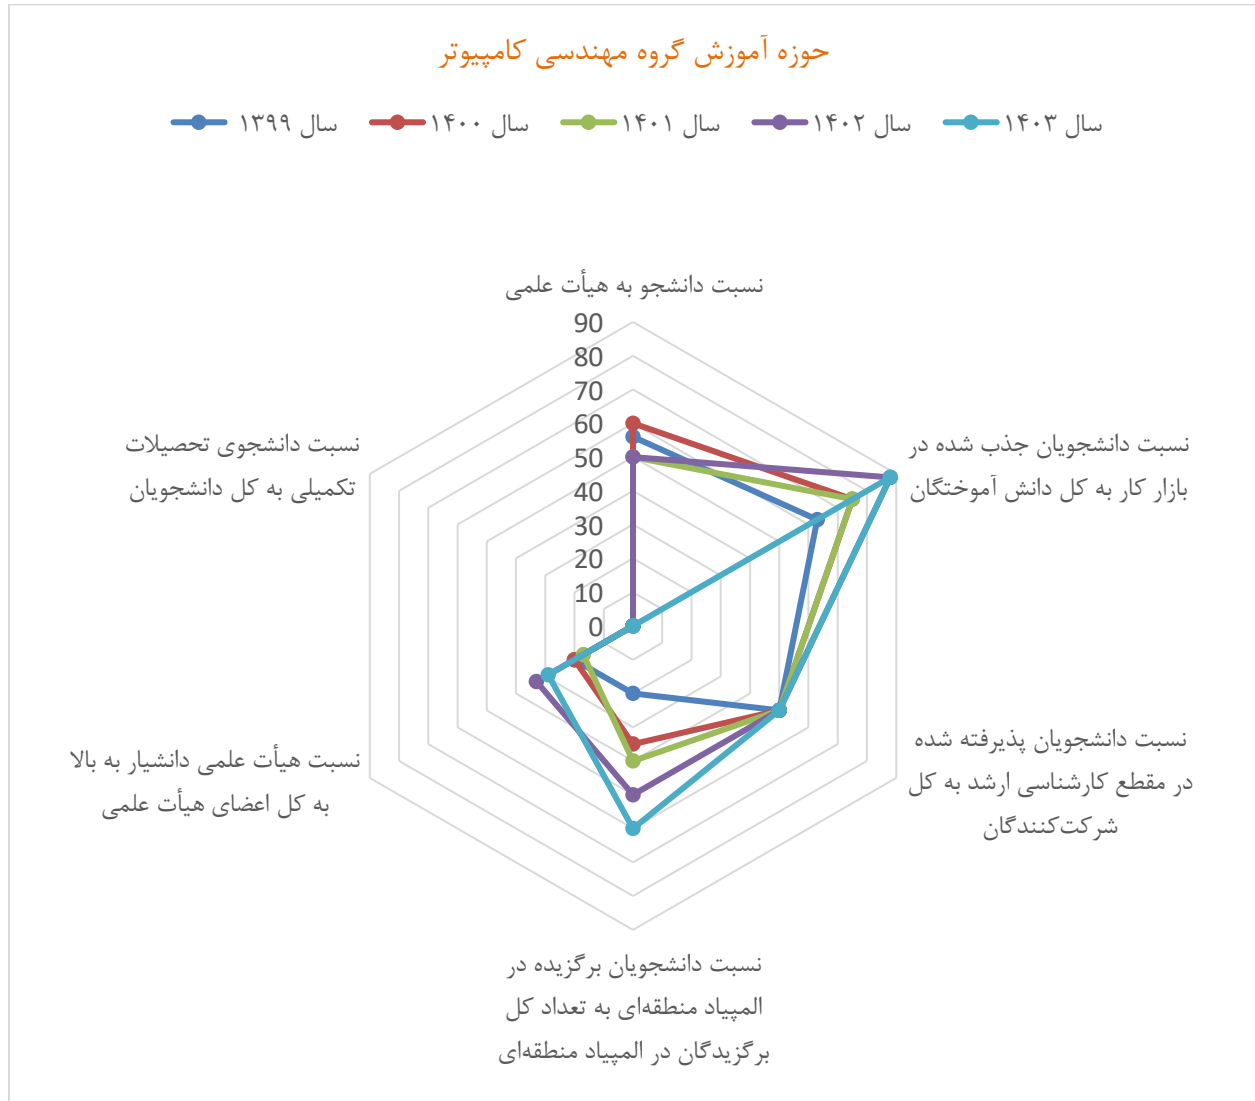 حوزه آموزش گروه مهندسی کامپیوتر
سال ۱۳۹۹ سال ۱۴۰۰ سال ۱۴۰۱ سال ۱۴۰۲ سال ۱۴۰۳
نسبت دانشجو به هیأت علمی
90
80
70
60
50
40
30
20
10
0
نسبت دانشجویان جذب شده در
بازار کار به کل دانش آموختگان
نسبت دانشجویان پذیرفته شده
در مقطع کارشناسی ارشد به کل
شرکت‌کنندگان
نسبت دانشجویان برگزیده در
المپیاد منطقه‌ای به تعداد کل
برگزیدگان در المپیاد منطقه‌ای
نسبت هیأت علمی دانشیار به بالا
به کل اعضای هیأت علمی
نسبت دانشجوی تحصیلات
تکمیلی به کل دانشجویان